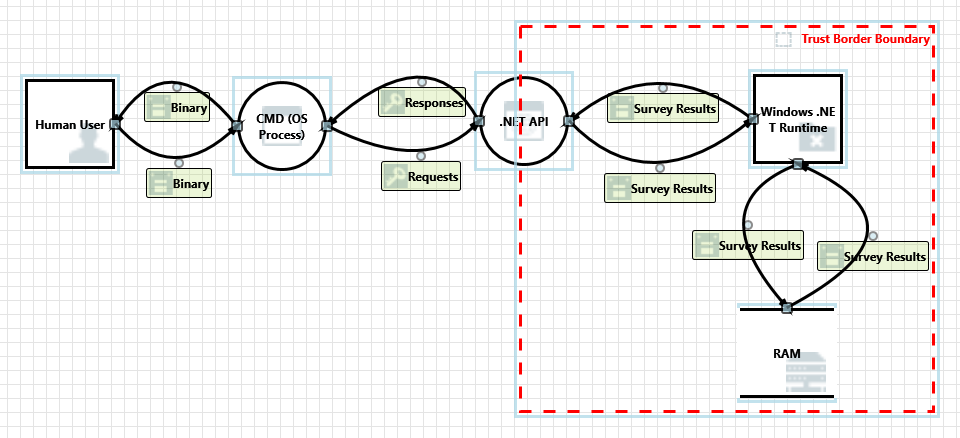 Trust Border Boundary
Human User
Binary
Binary
CMD (OS
Process)
Responses
Requests
.NET API
Survey Results
Survey Results
Windows .NE
T Runtime
Survey Results
Survey Results
RAM